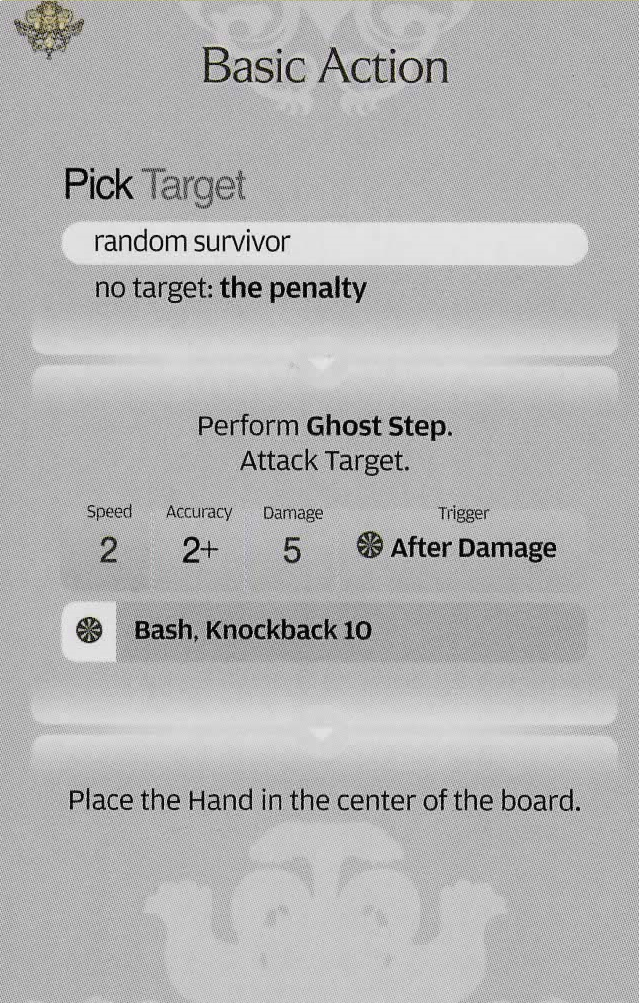 Basic Action
Pick Target
random survivor
no target: the penalty
Perform Ghost Step.
Attack Target.
Speed Accuracy Damage Trigger
2 2+ 5 After Damage
Bash, Knockback 10
Place the Hand in the center of the board.